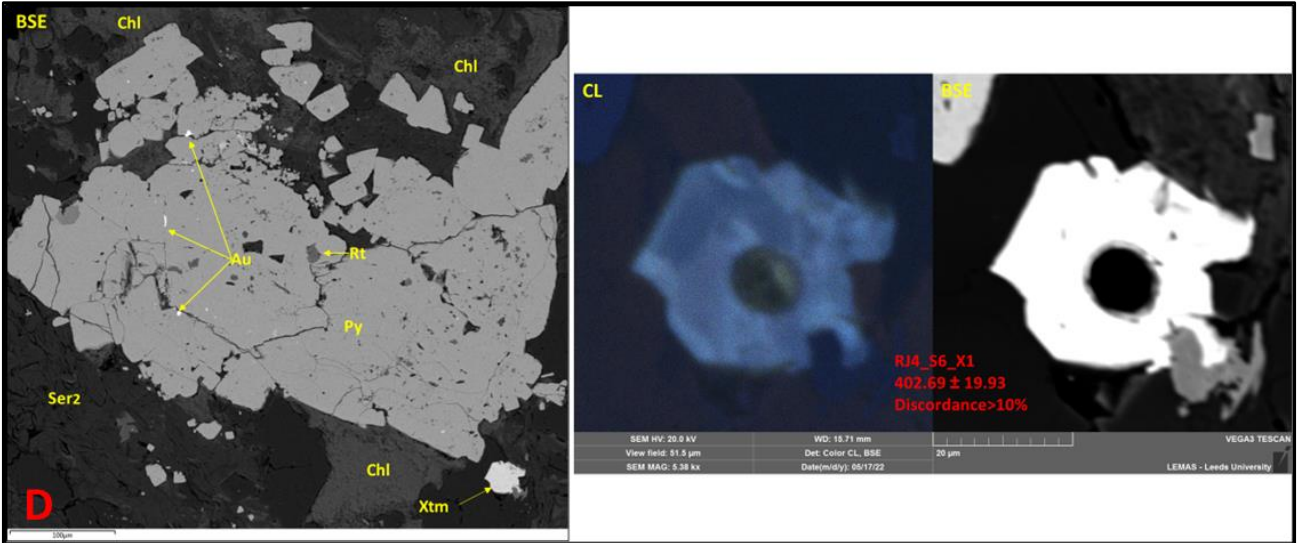 BSE
Chl
Chl
Au
Rt
Py
Ser2
Chl
Xtm
D
100µm
CL
BSE
RJ4_S6_X1
402.69 ± 19.93
Discordance>10%
SEM HV: 20.0 kV
WD: 15.71 mm
VEGA3 TESCAN
View field: 51.5 µm
Det: Color CL, BSE
20 µm
SEM MAG: 5.38 kx
Date(m/d/y): 05/17/22
LEMAS - Leeds University